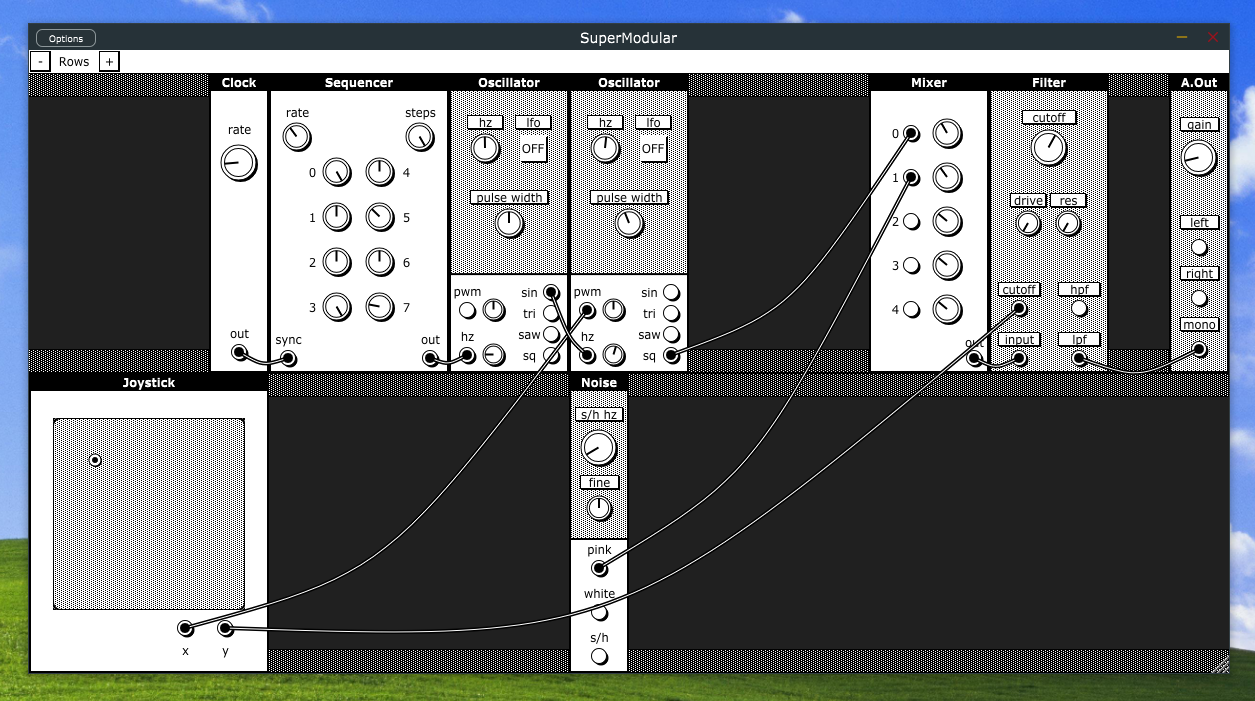 Options
SuperModular
- Rows +
Clock
rate
out
Sequencer
rate steps
0 4
1 5
2 6
3 7
sync out
Oscillator
hz lfo
OFF
pulse width
pwm sin
tri
hz saw
sq
Oscillator
hz lfo
OFF
pulse width
pwm sin
tri
hz saw
sq
Mixer
0
1
2
3
4
out
Filter
cutoff
drive res
cutoff hpf
input lpf
A.Out
gain
left
right
mono
Joystick
x y
Noise
s/h hz
fine
pink
white
s/h